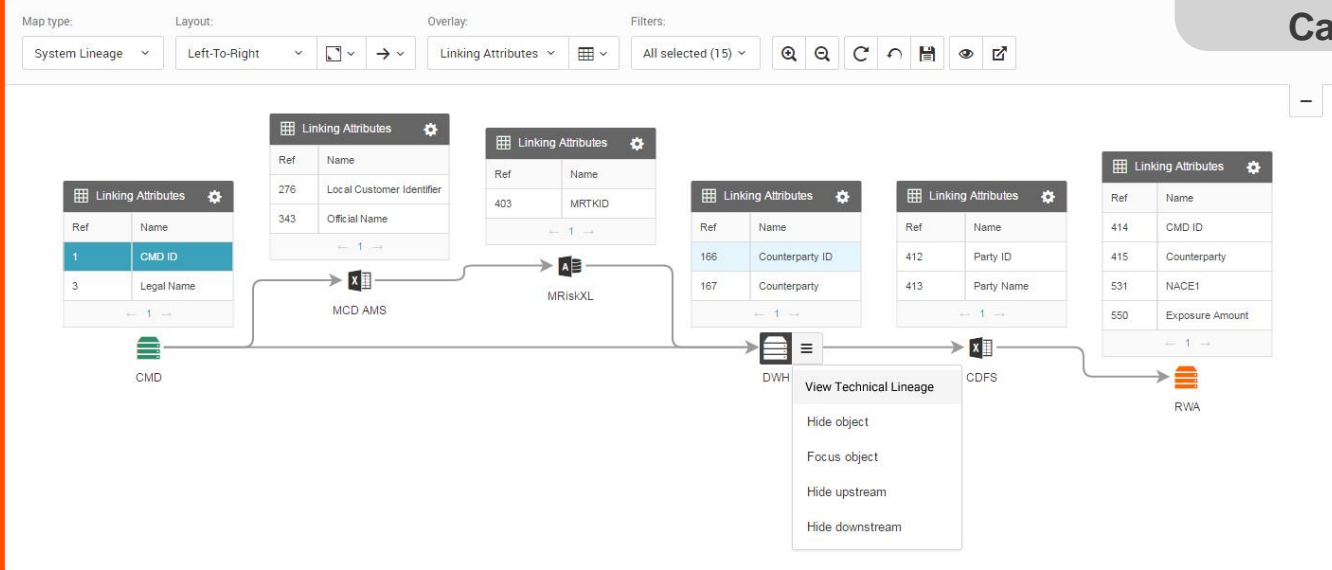 Map type:
Layout:
Overlay:
Filters:
Ca
System Lineage
Left-To-Right
Linking Attributes
All selected (15)
Linking Attributes
Ref Name
1 CMD ID
3 Legal Name
← 1 →
CMD
Linking Attributes
Ref Name
276 Local Customer Identifier
343 Official Name
← 1 →
MCD AMS
Linking Attributes
Ref Name
403 MRTKID
← 1 →
MRiskXL
Linking Attributes
Ref Name
166 Counterparty ID
167 Counterparty
← 1 →
DWH
View Technical Lineage
Hide object
Focus object
Hide upstream
Hide downstream
Linking Attributes
Ref Name
412 Party ID
413 Party Name
← 1 →
CDFS
Linking Attributes
Ref Name
414 CMD ID
415 Counterparty
531 NACE1
550 Exposure Amount
← 1 →
RWA